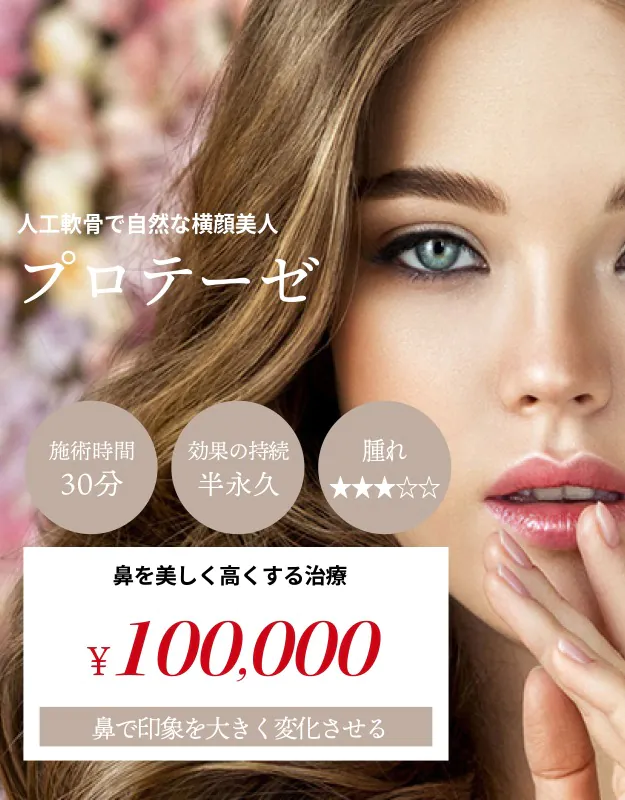 人工軟骨で自然な横顔美人
プロテーゼ
施術時間
30分
効果の持続
半永久
腫れ
★★★☆☆
鼻を美しく高くする治療
¥100,000
鼻で印象を大きく変化させる